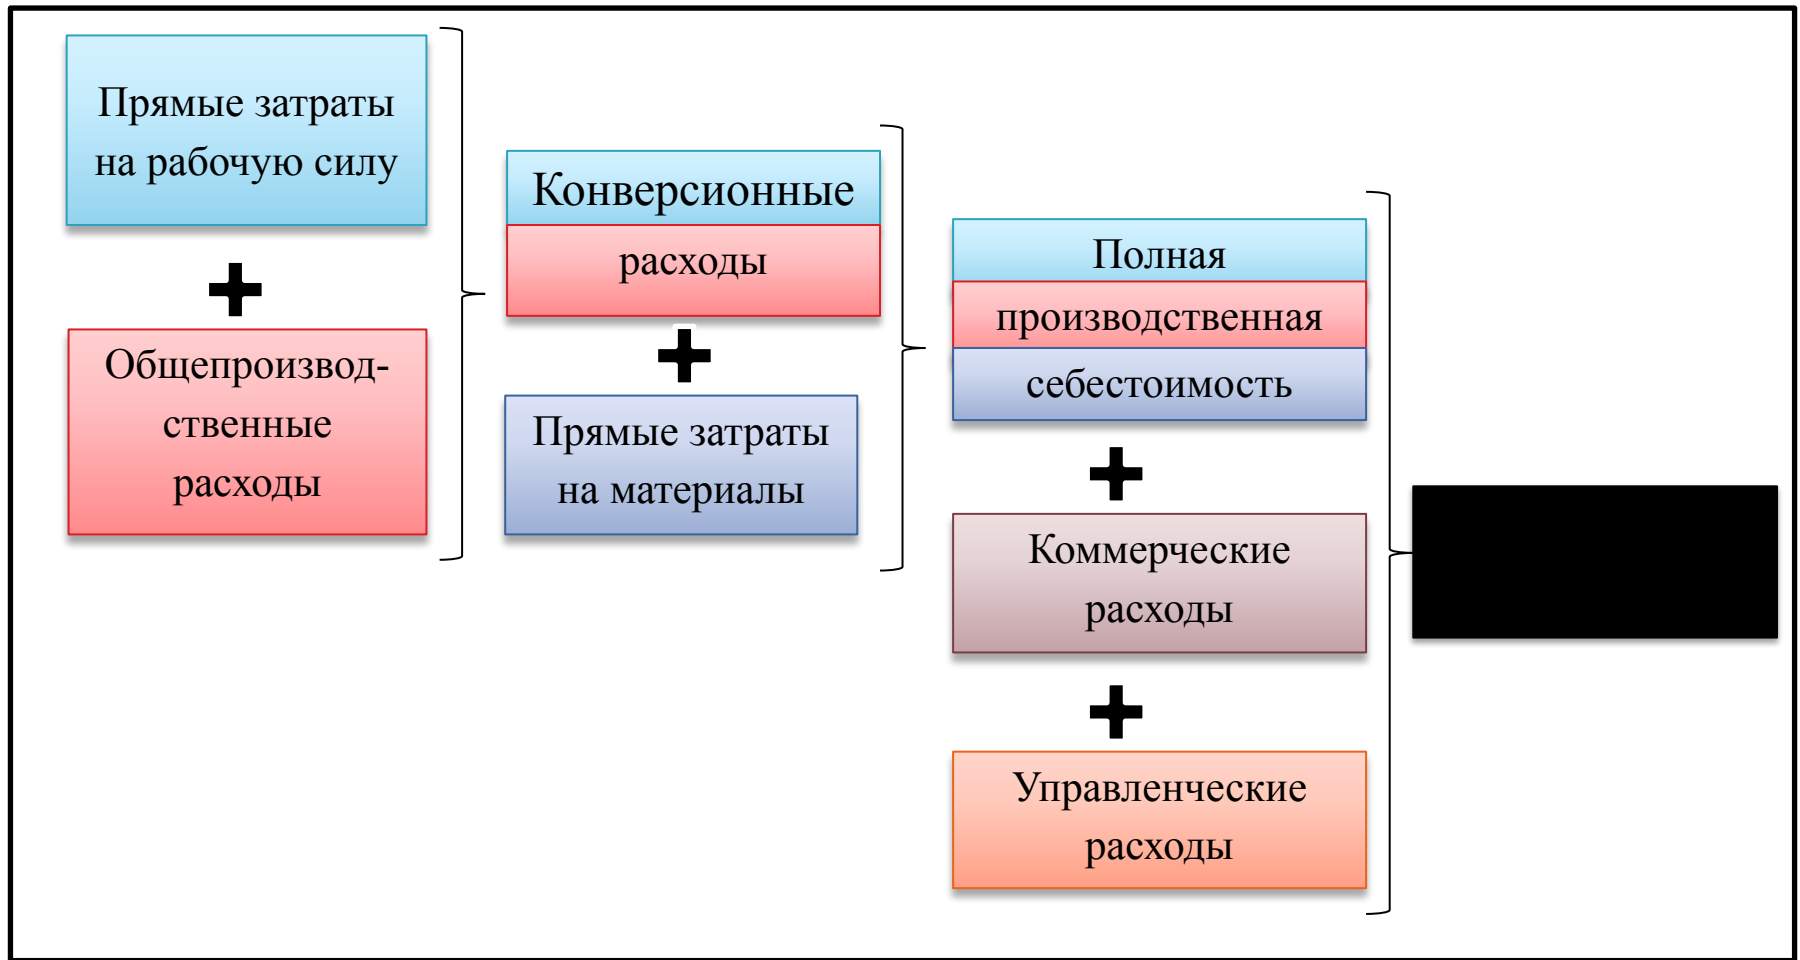 Прямые затраты
на рабочую силу
Общепроизвод-
ственные
расходы
Конверсионные
расходы
Прямые затраты
на материалы
Полная
производственная
себестоимость
Коммерческие
расходы
Управленческие
расходы